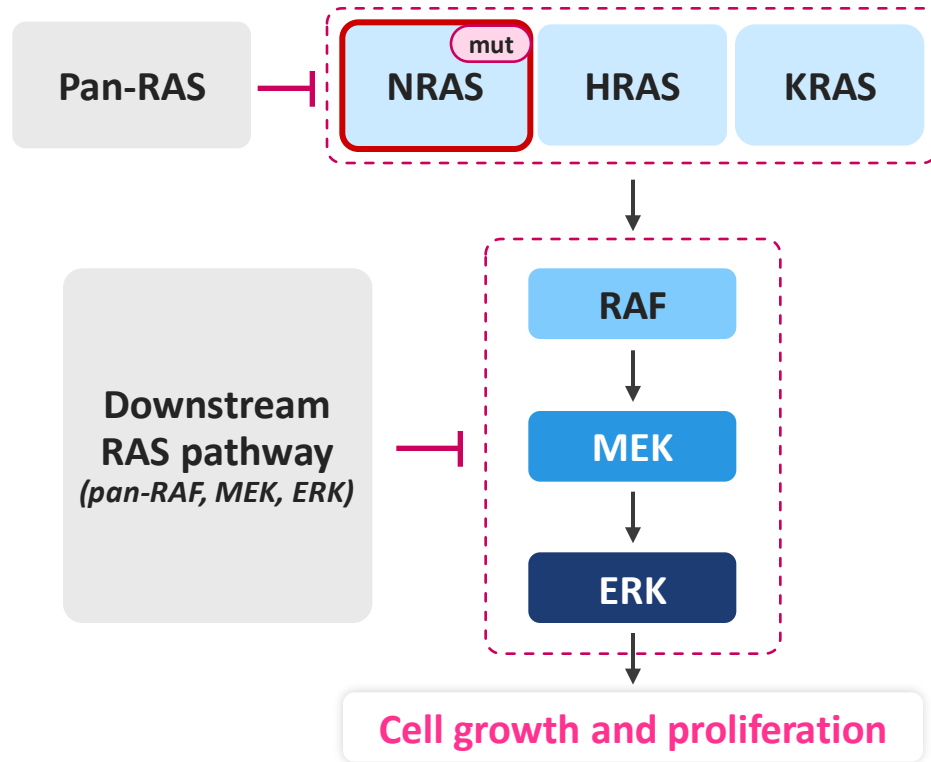 Pan-RAS
mut
NRAS
HRAS
KRAS
RAF
Downstream
RAS pathway
(pan-RAF, MEK, ERK)
MEK
ERK
Cell growth and proliferation